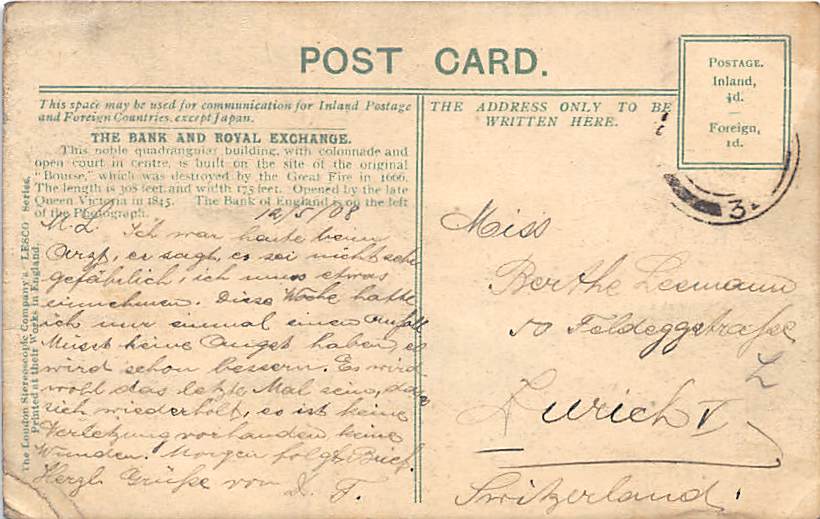 POST CARD.
POSTAGE.
Inland,
½d.
Foreign,
1d.
This space may be used for communication for Inland Postage
and Foreign Countries, except Japan.
THE ADDRESS ONLY TO BE
WRITTEN HERE.
THE BANK AND ROYAL EXCHANGE.
This noble quadrangular building, with colonnade and
open court in centre, is built on the site of the original
"Bourse," which was destroyed by the Great Fire in 1666.
The length is 308 feet, and width 175 feet. Opened by the late
Queen Victoria in 1845. The Bank of England is on the left
of the Photograph.
12/5/08
M. L. Ich war heute beim
Arzt, er sagt, es sei nicht sehr
gefährlich, ich muss etwas
einnehmen. Diese Woche hatte
ich nur einmal einen Anfall
Musst keine Angst haben, es
wird schon bessern. Es wird
wohl das letzte Mal sein, dass
sich wiederholt, es ist keine
Verletzung vorhanden keine
Wunden. Morgen folgt Brief.
Herzl. Grüsse von
Miss
Berthe Leemann
50 Feldeggstrasse
Zurich V
Switzerland.
The London Stereoscopic Company's "LESCO" Series.
Printed at their Works in England.